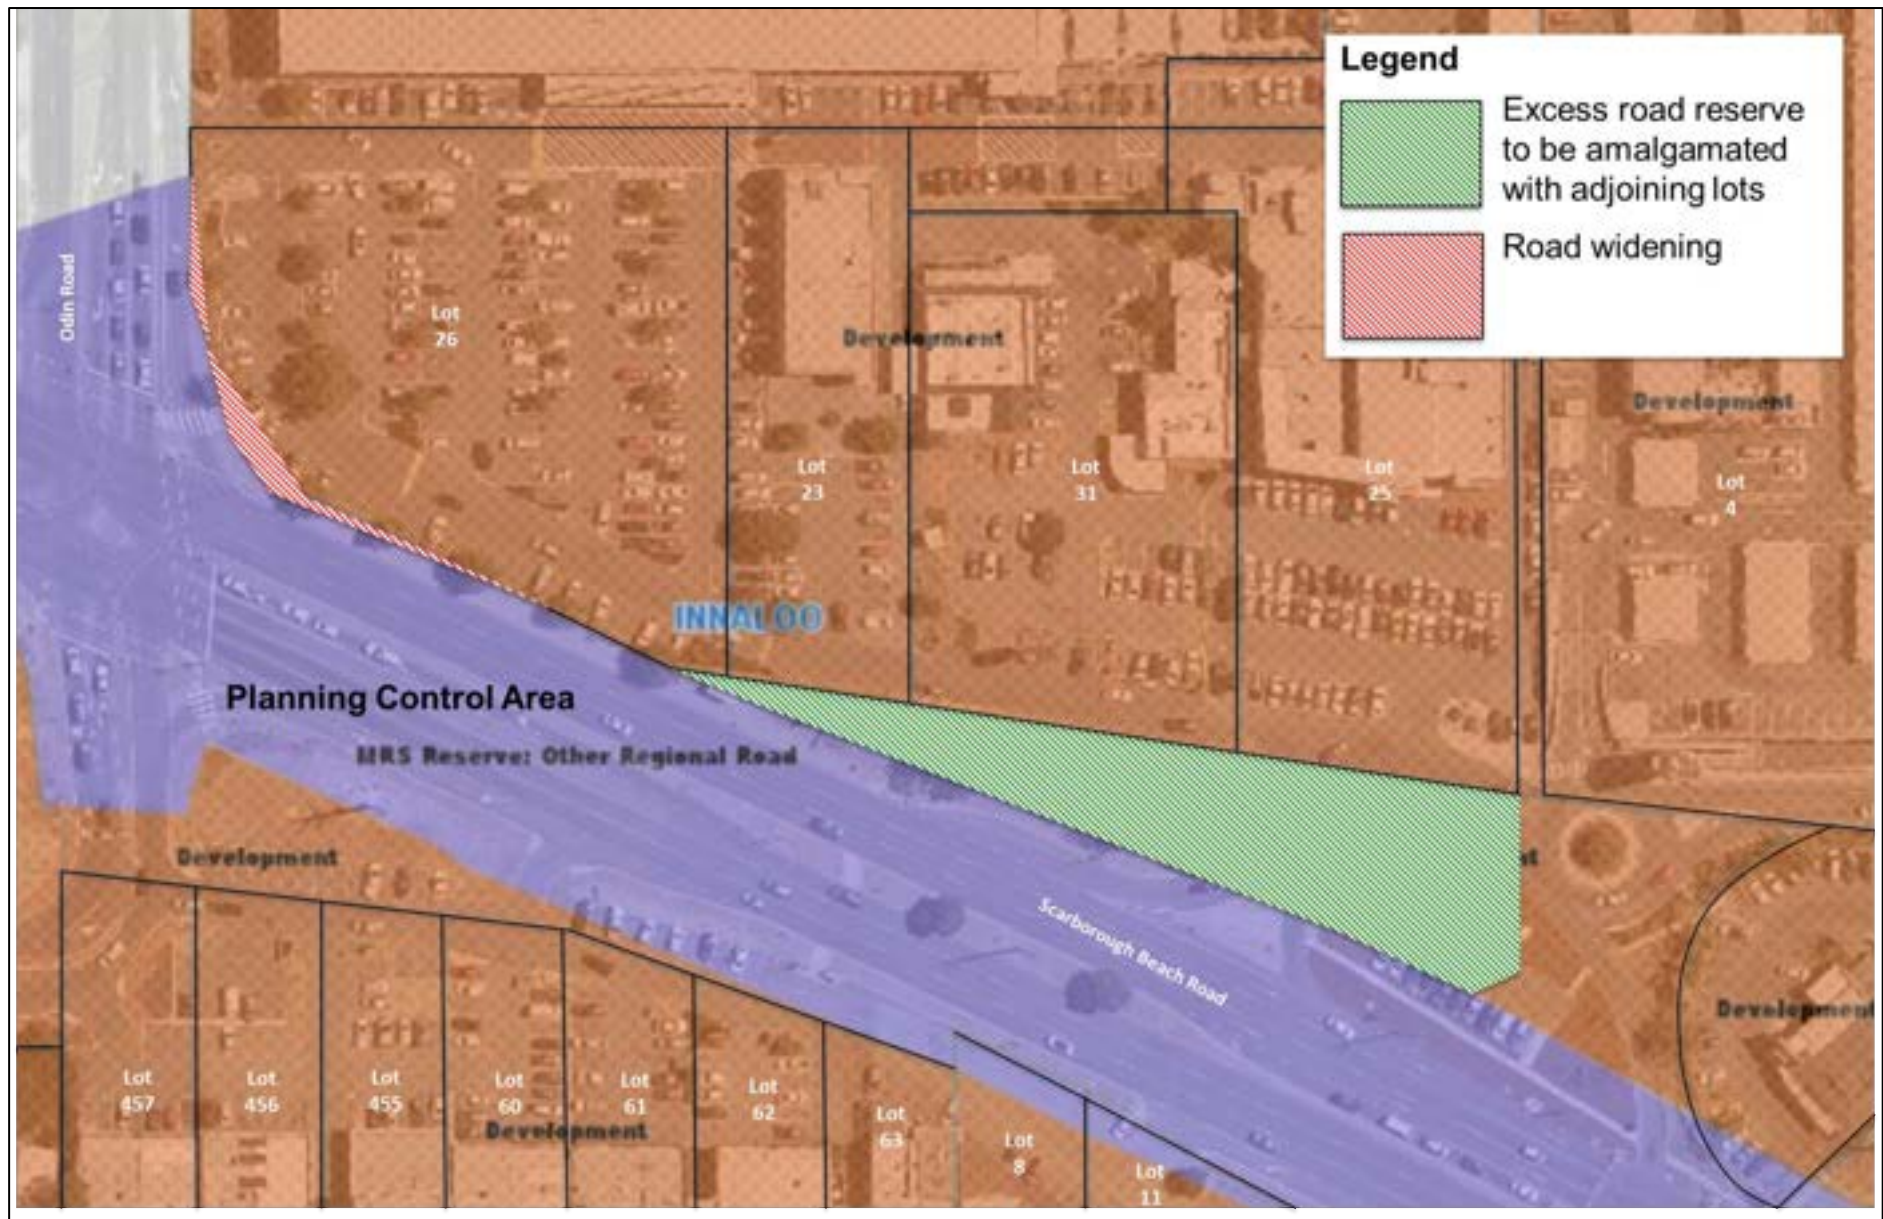 Legend
Excess road reserve
to be amalgamated
with adjoining lots
Road widening
Odin Road
Lot
26
Development
Development
Lot
23
Lot
31
Lot
25
Lot
4
INNALOO
Planning Control Area
MRS Reserve: Other Regional Road
Development
nt
Scarborough Beach Road
Development
Lot
457
Lot
456
Lot
455
Lot
60
Lot
61
Lot
62
Lot
63
Lot
8
Lot
11
Development